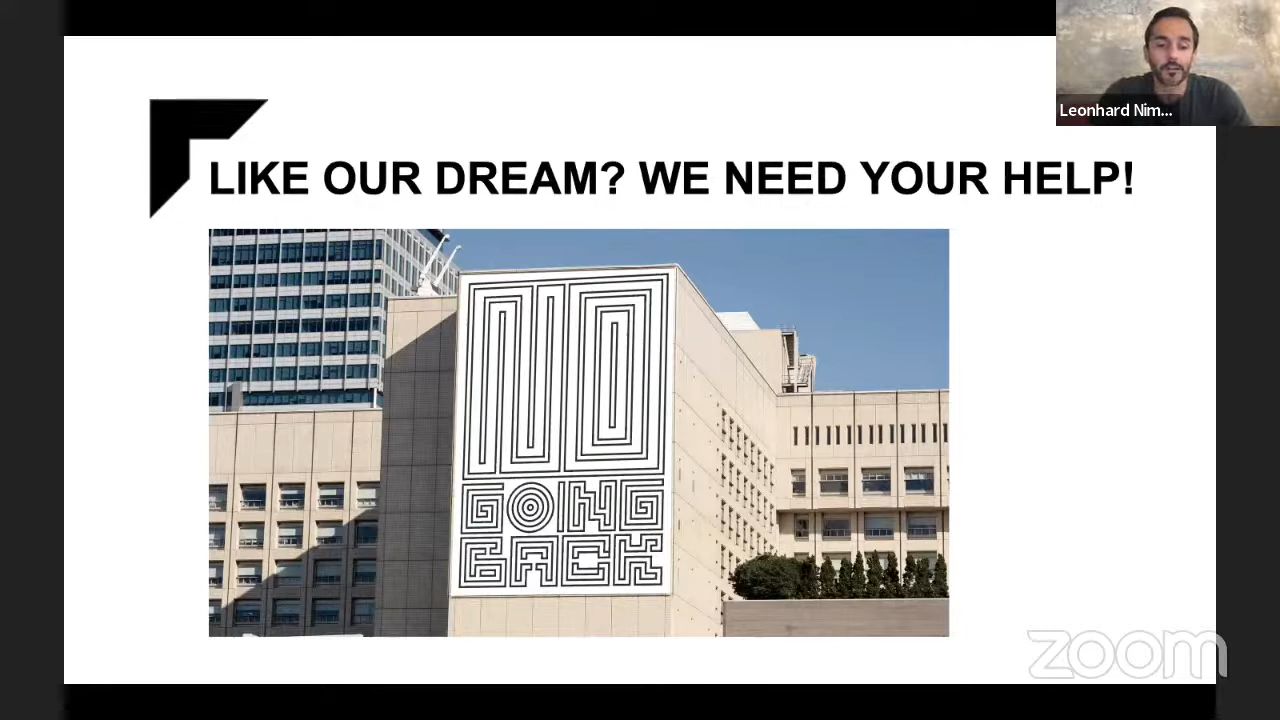 Leonhard Nim...
LIKE OUR DREAM? WE NEED YOUR HELP!
NO
GOING
BACK
zoom